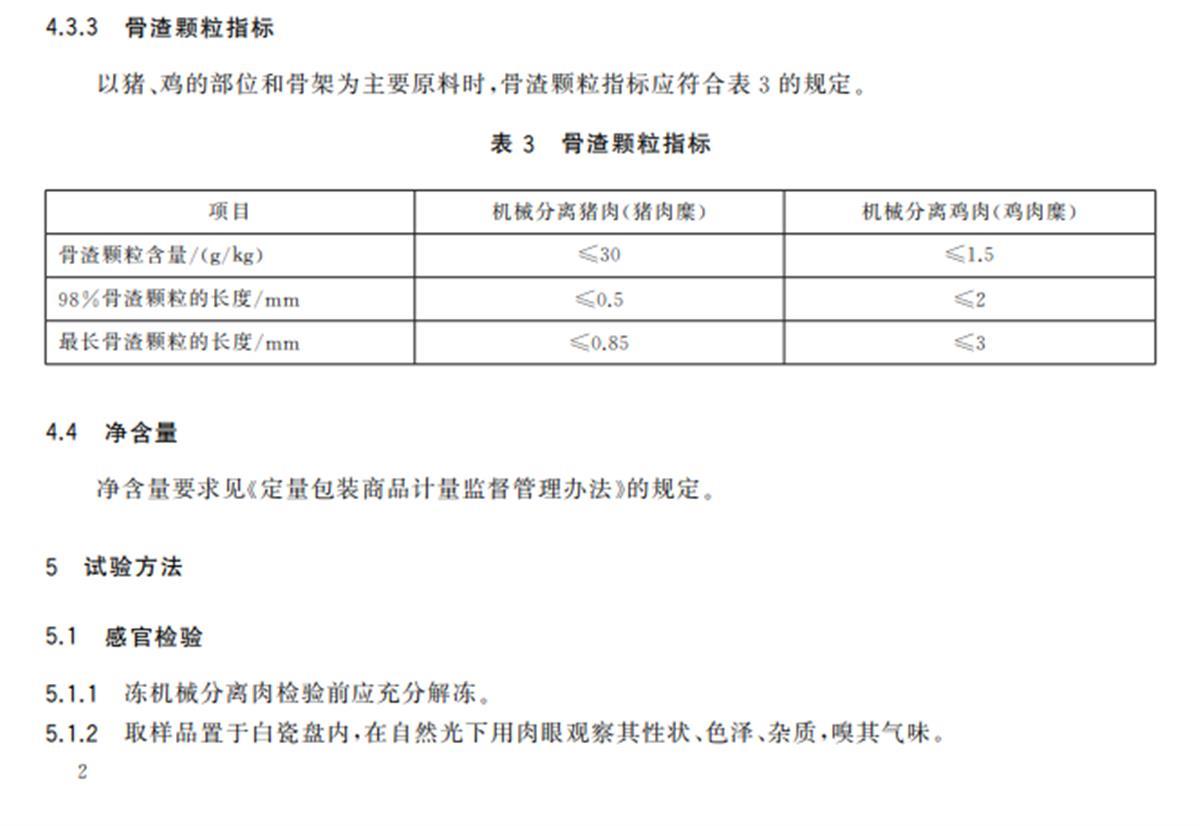 4.3.3 骨渣颗粒指标
以猪、鸡的部位和骨架为主要原料时,骨渣颗粒指标应符合表 3 的规定。
表 3 骨渣颗粒指标
项目 机械分离猪肉(猪肉糜) 机械分离鸡肉(鸡肉糜)
骨渣颗粒含量/(g/kg) ≤30 ≤1.5
98%骨渣颗粒的长度/mm ≤0.5 ≤2
最长骨渣颗粒的长度/mm ≤0.85 ≤3
4.4 净含量
净含量要求见《定量包装商品计量监督管理办法》的规定。
5 试验方法
5.1 感官检验
5.1.1 冻机械分离肉检验前应充分解冻。
5.1.2 取样品置于白瓷盘内,在自然光下用肉眼观察其性状、色泽、杂质,嗅其气味。
2